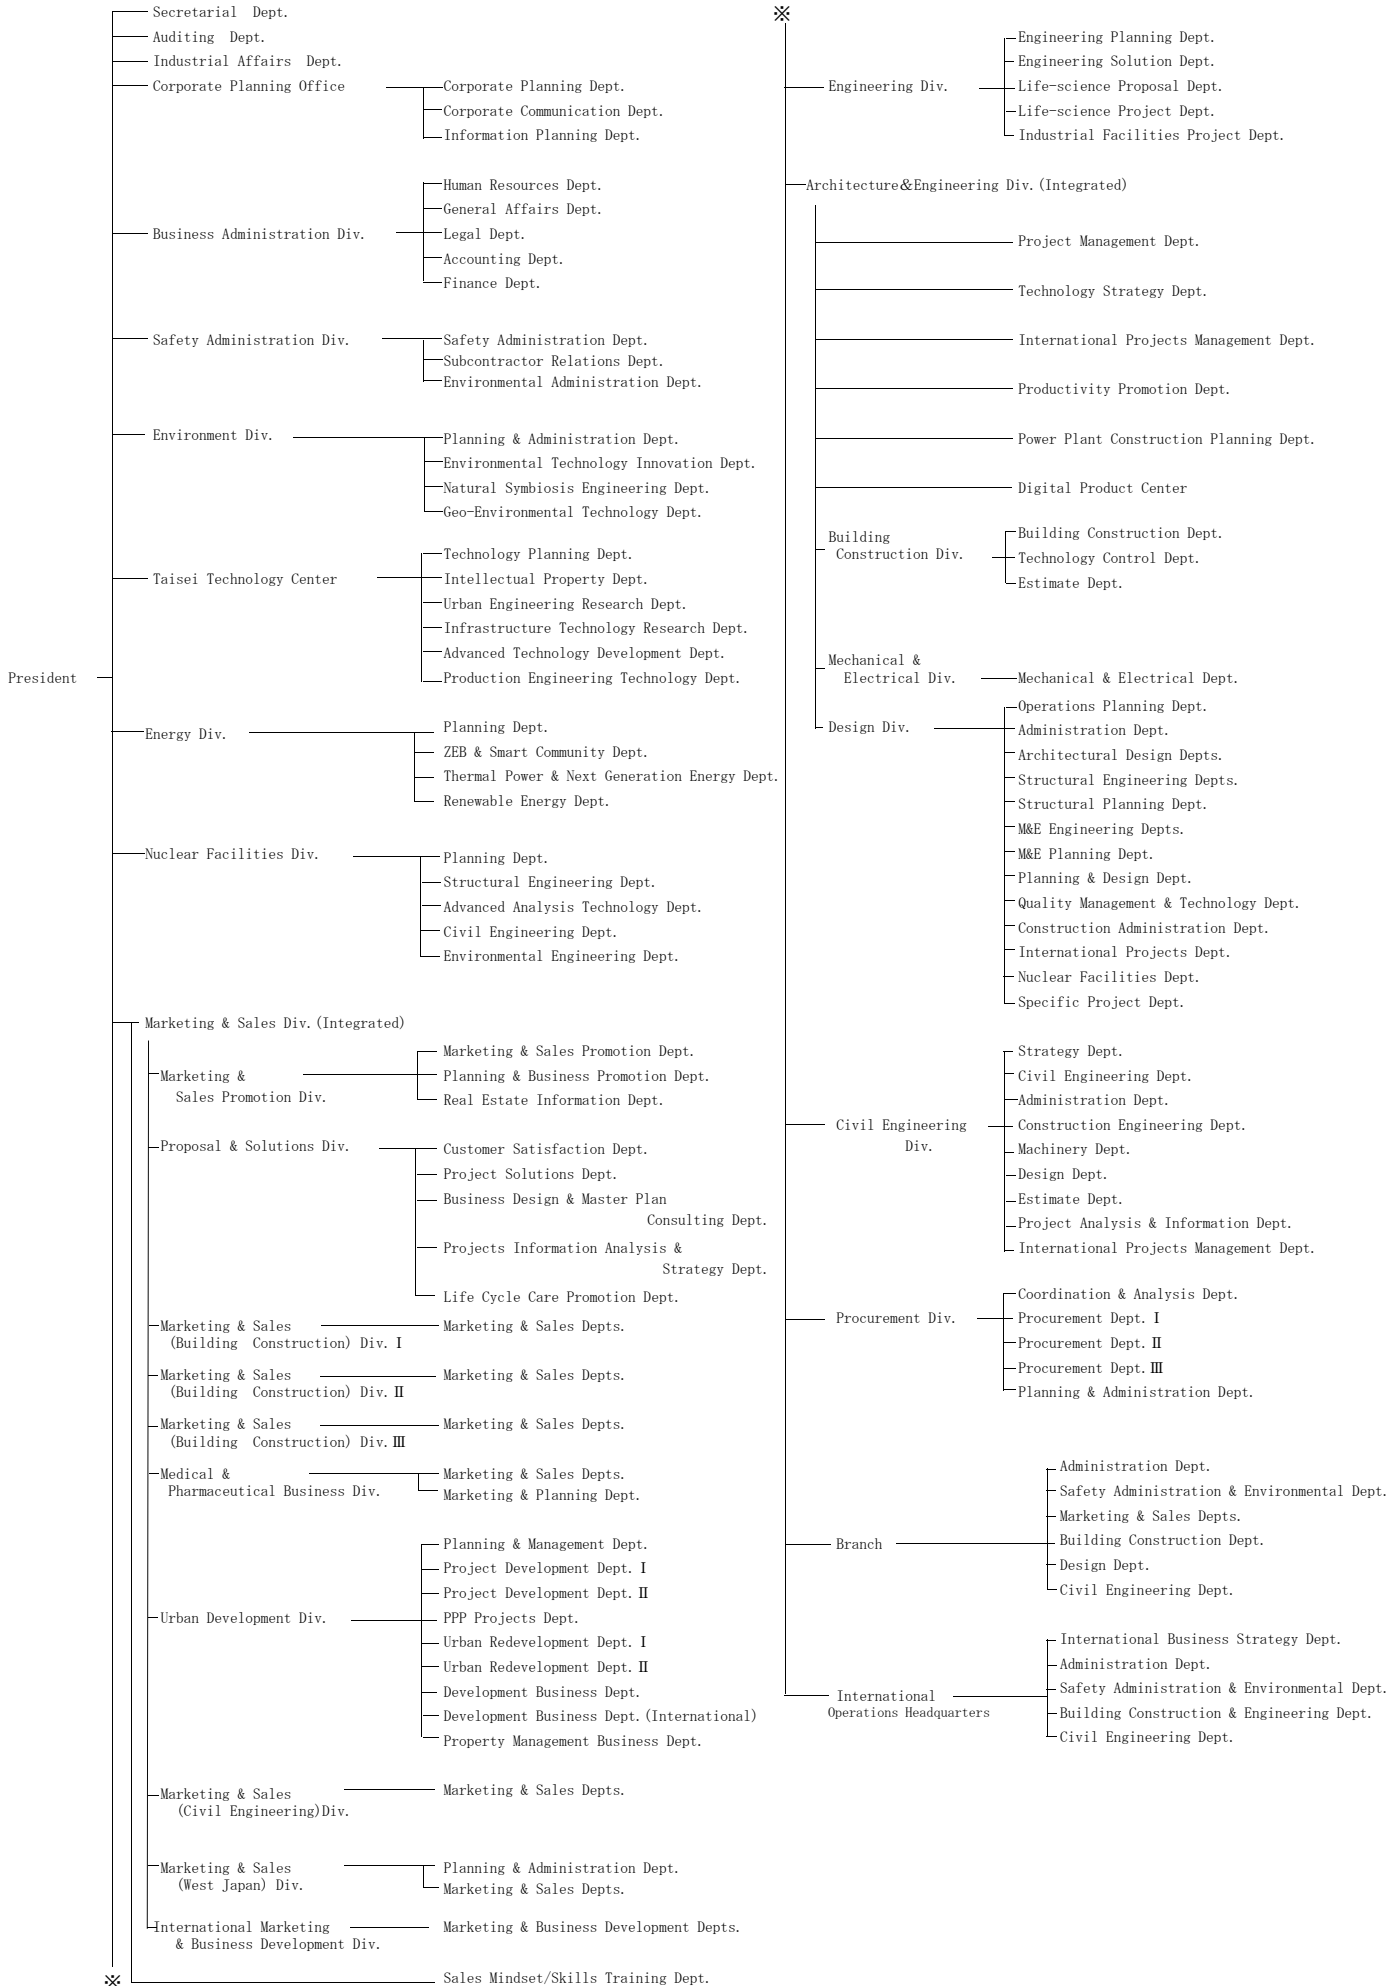 Secretarial Dept.
Auditing Dept.
Industrial Affairs Dept.
Corporate Planning Office
Corporate Planning Dept.
Corporate Communication Dept.
Information Planning Dept.
Human Resources Dept.
General Affairs Dept.
Business Administration Div.
Legal Dept.
Accounting Dept.
Finance Dept.
Safety Administration Div.
Safety Administration Dept.
Subcontractor Relations Dept.
Environmental Administration Dept.
Environment Div.
Planning & Administration Dept.
Environmental Technology Innovation Dept.
Natural Symbiosis Engineering Dept.
Geo-Environmental Technology Dept.
Technology Planning Dept.
Taisei Technology Center
Intellectual Property Dept.
Urban Engineering Research Dept.
Infrastructure Technology Research Dept.
Advanced Technology Development Dept.
President
Production Engineering Technology Dept.
Energy Div.
Planning Dept.
ZEB & Smart Community Dept.
Thermal Power & Next Generation Energy Dept.
Renewable Energy Dept.
Nuclear Facilities Div.
Planning Dept.
Structural Engineering Dept.
Advanced Analysis Technology Dept.
Civil Engineering Dept.
Environmental Engineering Dept.
Marketing & Sales Div.(Integrated)
Marketing &
Sales Promotion Div.
Marketing & Sales Promotion Dept.
Planning & Business Promotion Dept.
Real Estate Information Dept.
Proposal & Solutions Div.
Customer Satisfaction Dept.
Project Solutions Dept.
Business Design & Master Plan
Consulting Dept.
Projects Information Analysis &
Strategy Dept.
Life Cycle Care Promotion Dept.
Marketing & Sales
(Building Construction) Div.Ⅰ
Marketing & Sales Depts.
Marketing & Sales
(Building Construction) Div.Ⅱ
Marketing & Sales Depts.
Marketing & Sales
(Building Construction) Div.Ⅲ
Marketing & Sales Depts.
Medical &
Pharmaceutical Business Div.
Marketing & Sales Depts.
Marketing & Planning Dept.
Urban Development Div.
Planning & Management Dept.
Project Development Dept.Ⅰ
Project Development Dept.Ⅱ
PPP Projects Dept.
Urban Redevelopment Dept.Ⅰ
Urban Redevelopment Dept.Ⅱ
Development Business Dept.
Development Business Dept.(International)
Property Management Business Dept.
Marketing & Sales
(Civil Engineering)Div.
Marketing & Sales Depts.
Marketing & Sales
(West Japan) Div.
Planning & Administration Dept.
Marketing & Sales Depts.
International Marketing
& Business Development Div.
Marketing & Business Development Depts.
Sales Mindset/Skills Training Dept.
※
※
Engineering Div.
Engineering Planning Dept.
Engineering Solution Dept.
Life-science Proposal Dept.
Life-science Project Dept.
Industrial Facilities Project Dept.
Architecture＆Engineering Div.(Integrated)
Project Management Dept.
Technology Strategy Dept.
International Projects Management Dept.
Productivity Promotion Dept.
Power Plant Construction Planning Dept.
Digital Product Center
Building
Construction Div.
Building Construction Dept.
Technology Control Dept.
Estimate Dept.
Mechanical &
Electrical Div.
Mechanical & Electrical Dept.
Design Div.
Operations Planning Dept.
Administration Dept.
Architectural Design Depts.
Structural Engineering Depts.
Structural Planning Dept.
M&E Engineering Depts.
M&E Planning Dept.
Planning & Design Dept.
Quality Management & Technology Dept.
Construction Administration Dept.
International Projects Dept.
Nuclear Facilities Dept.
Specific Project Dept.
Civil Engineering
Div.
Strategy Dept.
Civil Engineering Dept.
Administration Dept.
Construction Engineering Dept.
Machinery Dept.
Design Dept.
Estimate Dept.
Project Analysis & Information Dept.
International Projects Management Dept.
Procurement Div.
Coordination & Analysis Dept.
Procurement Dept.Ⅰ
Procurement Dept.Ⅱ
Procurement Dept.Ⅲ
Planning & Administration Dept.
Branch
Administration Dept.
Safety Administration & Environmental Dept.
Marketing & Sales Depts.
Building Construction Dept.
Design Dept.
Civil Engineering Dept.
International
Operations Headquarters
International Business Strategy Dept.
Administration Dept.
Safety Administration & Environmental Dept.
Building Construction & Engineering Dept.
Civil Engineering Dept.